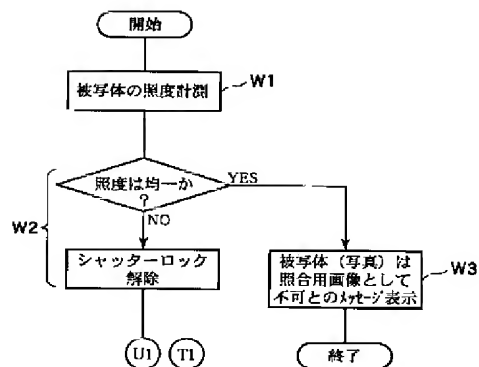 開始
被写体の照度計測
W1
照度は均一か
?
YES
NO
W2
シャッターロック
解除
被写体（写真）は
照合用画像として
不可とのメッセージ表示
W3
U1
T1
終了